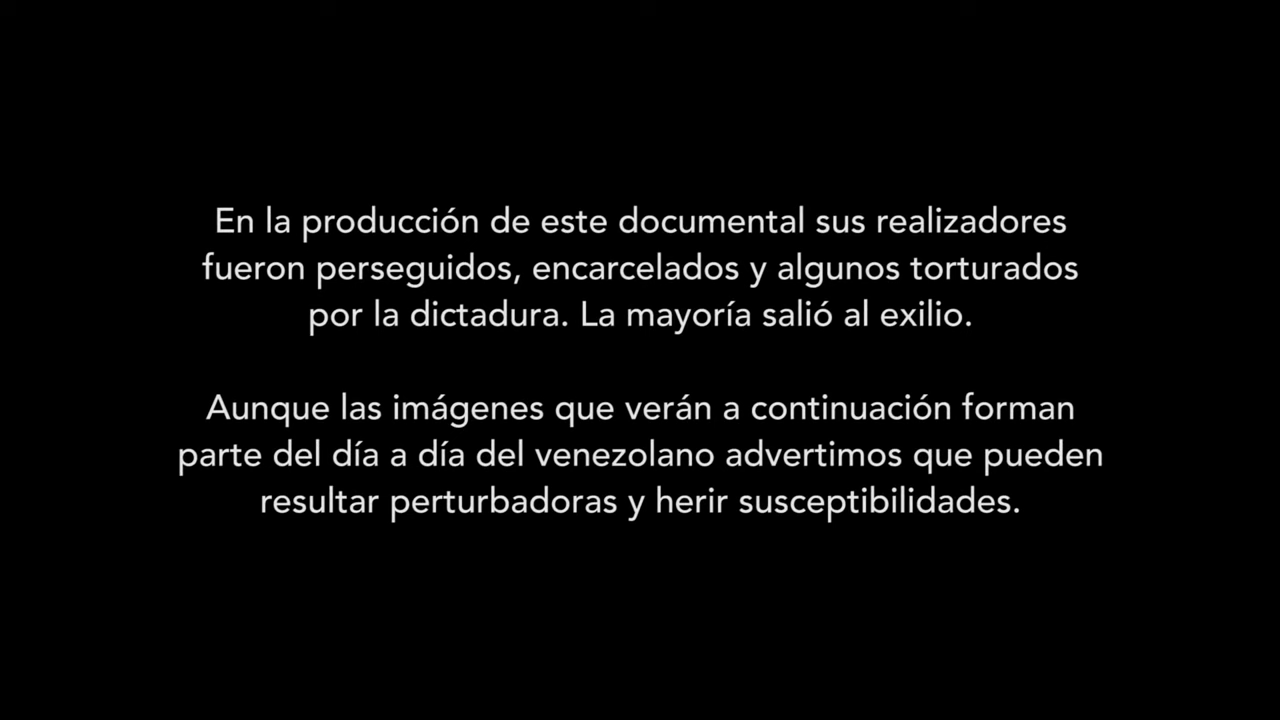 En la producción de este documental sus realizadores
fueron perseguidos, encarcelados y algunos torturados
por la dictadura. La mayoría salió al exilio.
Aunque las imágenes que verán a continuación forman
parte del día a día del venezolano advertimos que pueden
resultar perturbadoras y herir susceptibilidades.